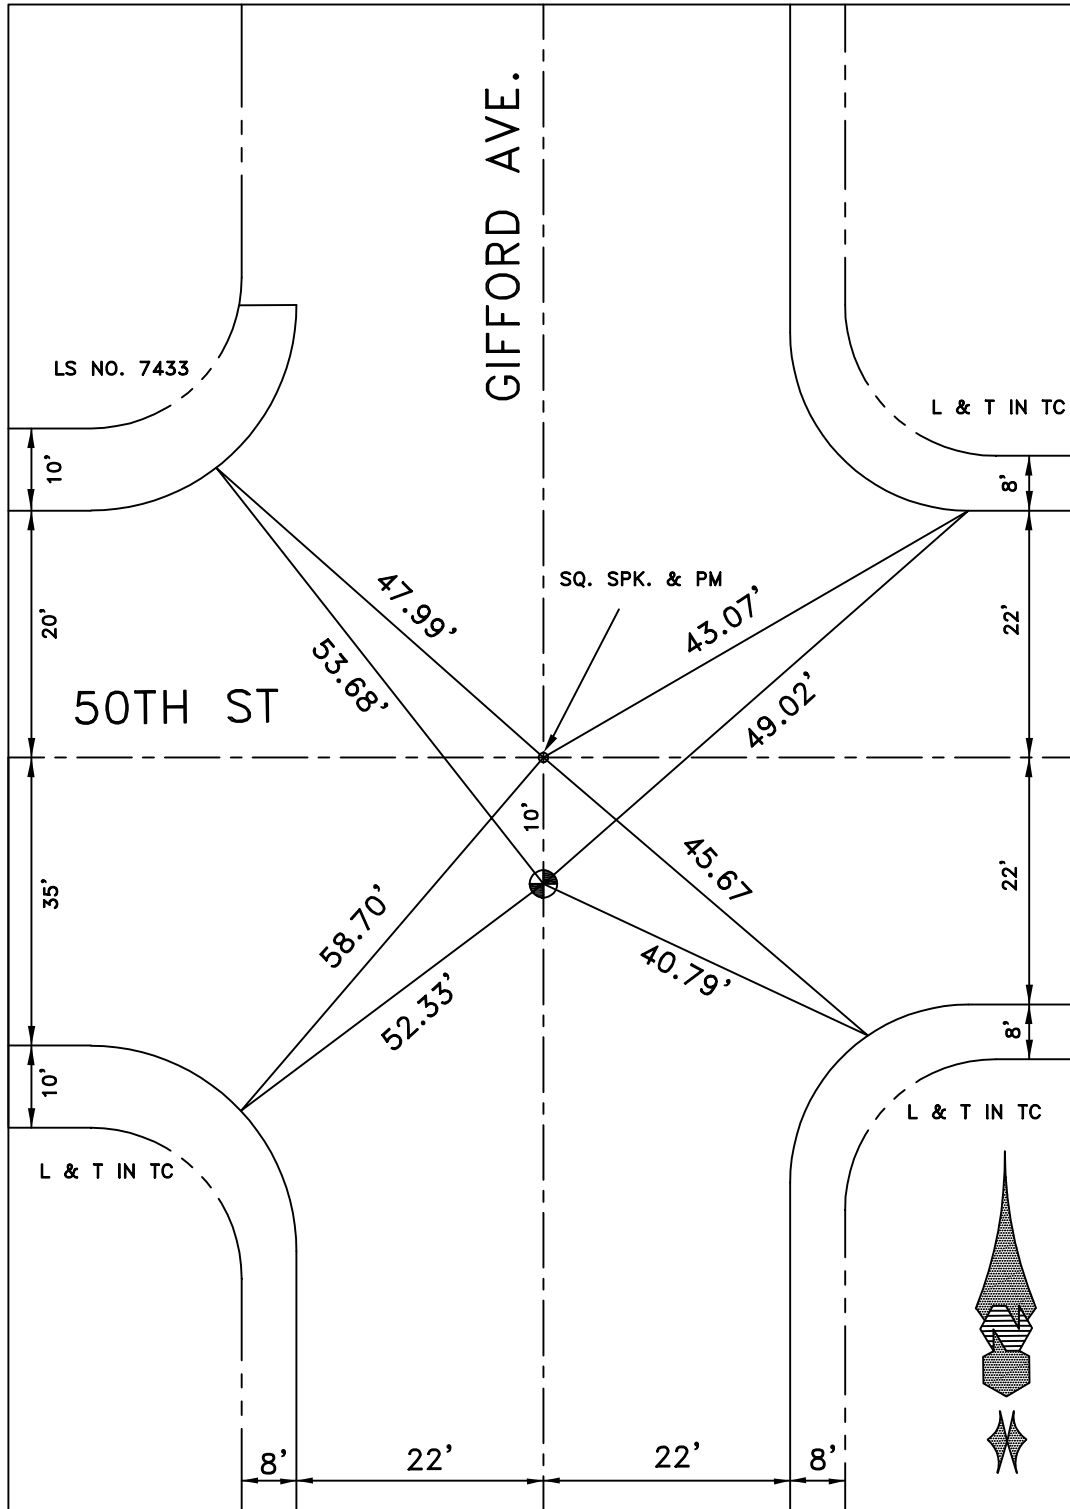 GIFFORD AVE.
LS NO. 7433
L & T IN TC
10'
8'
20'
22'
47.99'
SQ. SPK. & PM
43.07'
53.68'
49.02'
50TH ST
10'
35'
22'
45.67
58.70'
40.79'
52.33'
10'
8'
L & T IN TC
L & T IN TC
N
8'
22'
22'
8'